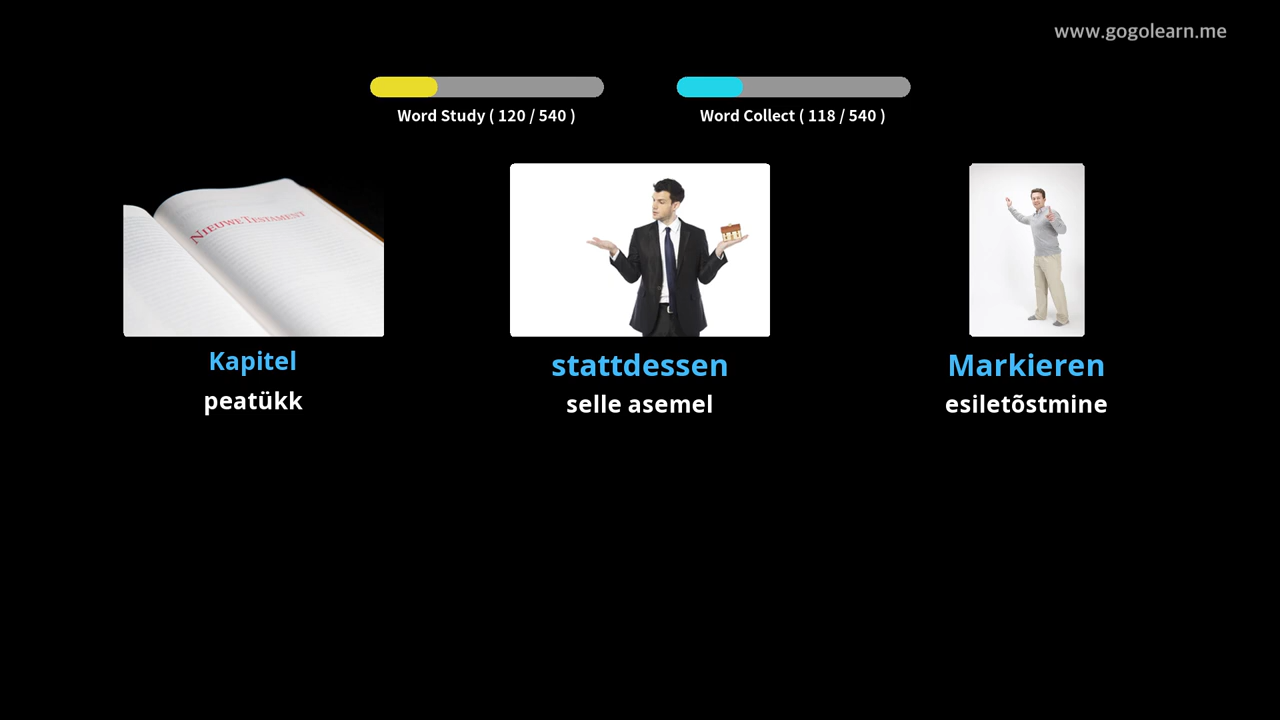 www.gogolearn.me
Word Study ( 120 / 540 )
Word Collect ( 118 / 540 )
NIEUWE TESTAMENT
Kapitel
stattdessen
Markieren
peatükk
selle asemel
esiletõstmine